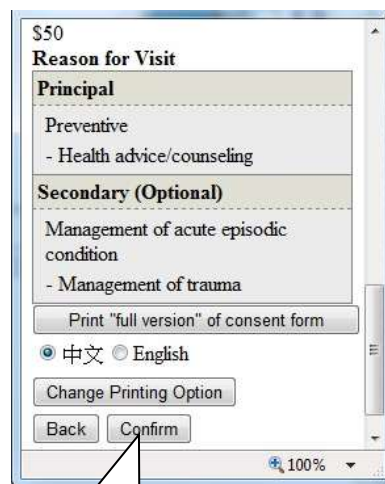 $50
Reason for Visit
Principal
Preventive
- Health advice/counseling
Secondary (Optional)
Management of acute episodic
condition
- Management of trauma
Print "full version" of consent form
中文 English
Change Printing Option
Back Confirm
100%